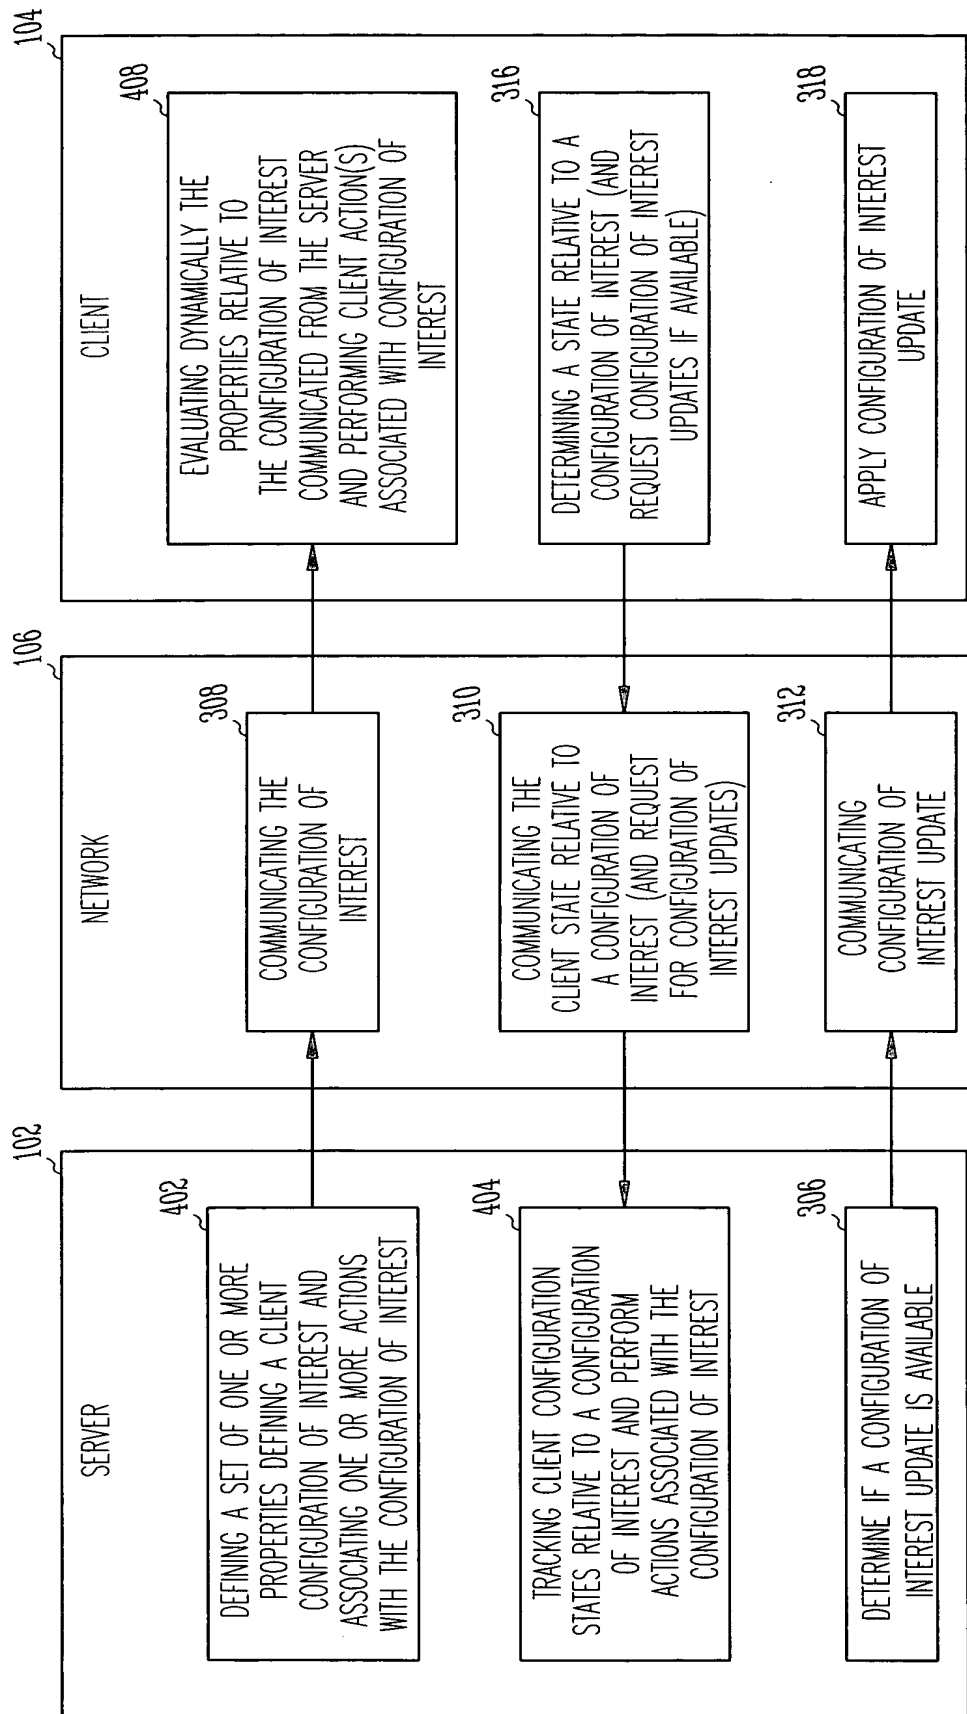 102
SERVER
402
DEFINING A SET OF ONE OR MORE
PROPERTIES DEFINING A CLIENT
CONFIGURATION OF INTEREST AND
ASSOCIATING ONE OR MORE ACTIONS
WITH THE CONFIGURATION OF INTEREST
404
TRACKING CLIENT CONFIGURATION
STATES RELATIVE TO A CONFIGURATION
OF INTEREST AND PERFORM
ACTIONS ASSOCIATED WITH THE
CONFIGURATION OF INTEREST
306
DETERMINE IF A CONFIGURATION OF
INTEREST UPDATE IS AVAILABLE
106
NETWORK
308
COMMUNICATING THE
CONFIGURATION OF
INTEREST
310
COMMUNICATING THE
CLIENT STATE RELATIVE TO
A CONFIGURATION OF
INTEREST (AND REQUEST
FOR CONFIGURATION OF
INTEREST UPDATES)
312
COMMUNICATING
CONFIGURATION OF
INTEREST UPDATE
104
CLIENT
408
EVALUATING DYNAMICALLY THE
PROPERTIES RELATIVE TO
THE CONFIGURATION OF INTEREST
COMMUNICATED FROM THE SERVER
AND PERFORMING CLIENT ACTION(S)
ASSOCIATED WITH CONFIGURATION OF
INTEREST
316
DETERMINING A STATE RELATIVE TO A
CONFIGURATION OF INTEREST (AND
REQUEST CONFIGURATION OF INTEREST
UPDATES IF AVAILABLE)
318
APPLY CONFIGURATION OF INTEREST
UPDATE